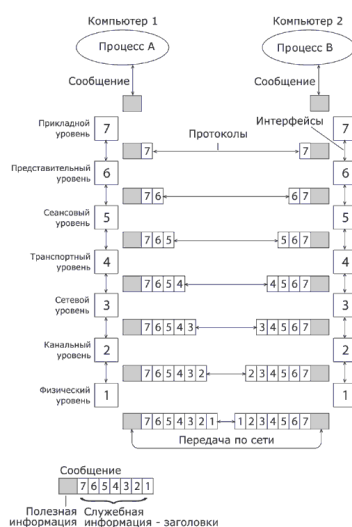 Компьютер 1 Компьютер 2
Процесс А Процесс В
Сообщение Сообщение
Прикладной уровень 7 Протоколы Интерфейсы 7
7 7
Представительный уровень 6 6
7 6 6 7
Сеансовый уровень 5 5
7 6 5 5 6 7
Транспортный уровень 4 4
7 6 5 4 4 5 6 7
Сетевой уровень 3 3
7 6 5 4 3 3 4 5 6 7
Канальный уровень 2 2
7 6 5 4 3 2 2 3 4 5 6 7
Физический уровень 1 1
7 6 5 4 3 2 1 1 2 3 4 5 6 7
Передача по сети
Сообщение
7 6 5 4 3 2 1
Полезная информация
Служебная информация - заголовки